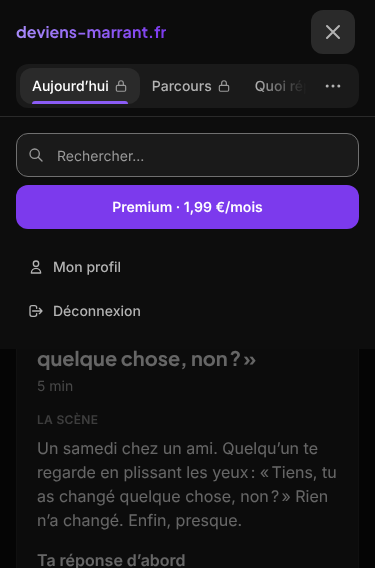 deviens-marrant.fr
Aujourd’hui
Parcours
Quoi
Rechercher...
Premium · 1,99 €/mois
Mon profil
Déconnexion
quelque chose, non ? »
5 min
LA SCÈNE
Un samedi chez un ami. Quelqu’un te
regarde en plissant les yeux : « Tiens, tu
as changé quelque chose, non ? » Rien
n’a changé. Enfin, presque.
Ta réponse d’abord